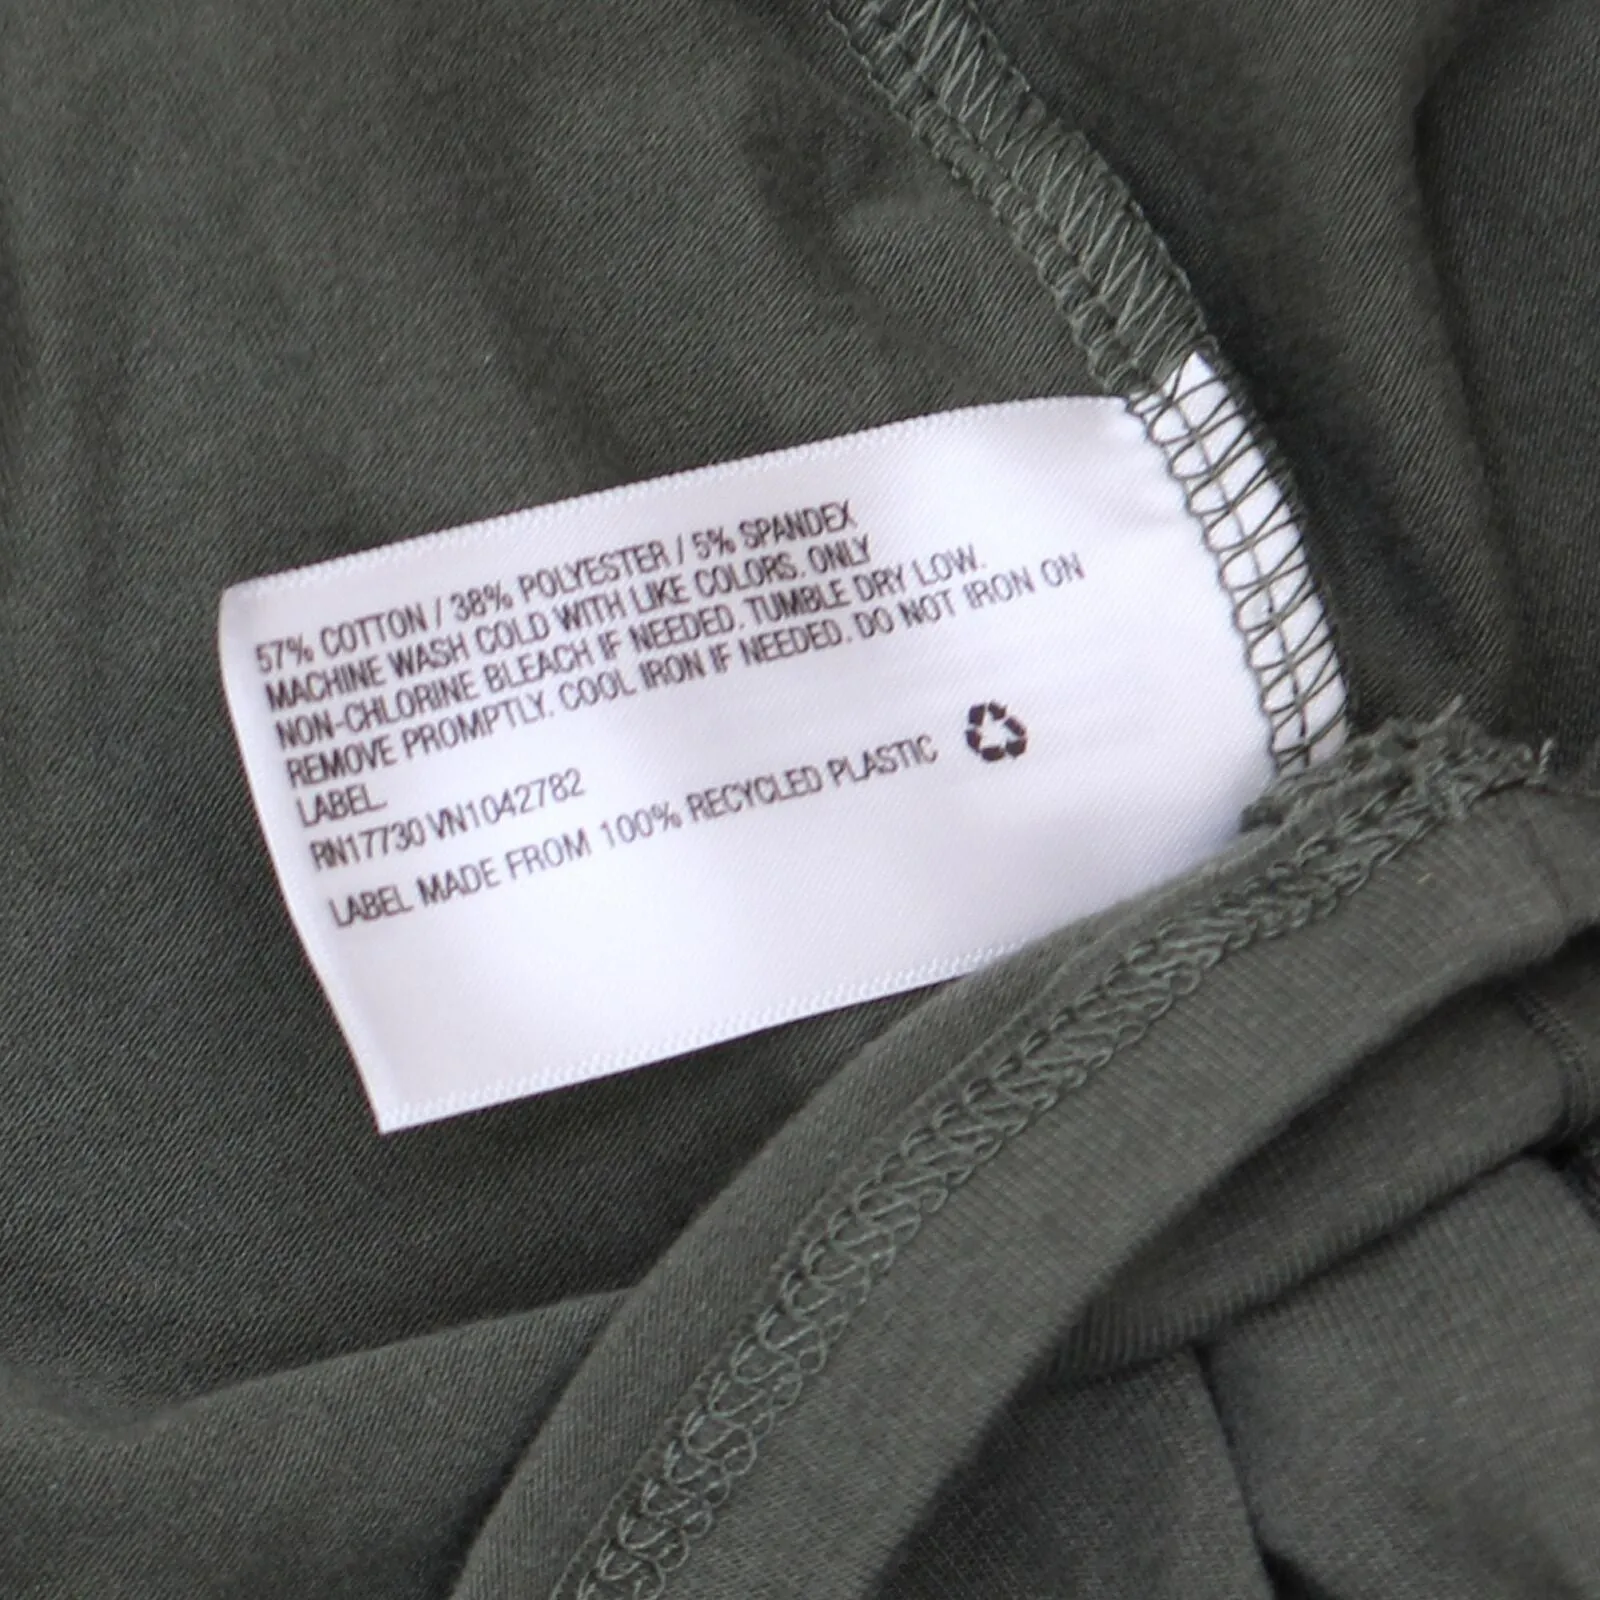 57% COTTON / 38% POLYESTER / 5% SPANDEX
MACHINE WASH COLD WITH LIKE COLORS. ONLY
NON-CHLORINE BLEACH IF NEEDED. TUMBLE DRY LOW.
REMOVE PROMPTLY. COOL IRON IF NEEDED. DO NOT IRON ON
LABEL.
RN17730 VN1042782
LABEL MADE FROM 100% RECYCLED PLASTIC